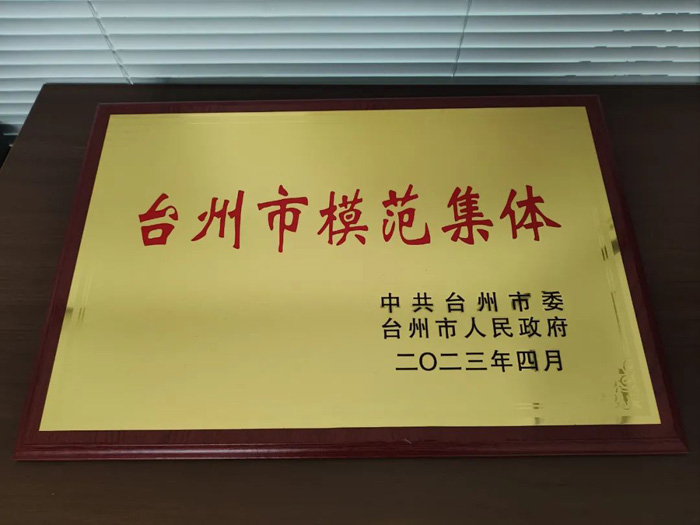 台州市模范集体
中共台州市委
台州市人民政府
二〇二三年四月